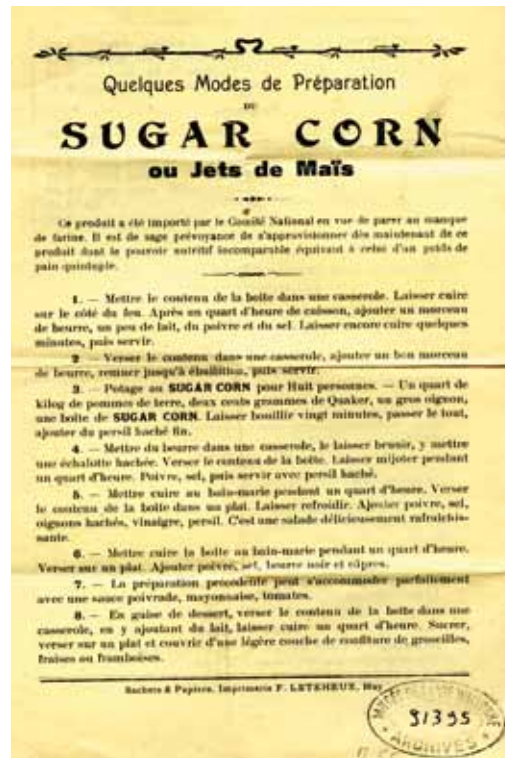 Quelques Modes de Préparation
DU
SUGAR CORN
ou Jets de Maïs
Ce produit a été importé par le Comité National en vue de parer au manque
de farine. Il est de sage prévoyance de s'approvisionner dès maintenant de ce
produit dont le pouvoir nutritif incomparable équivaut à celui d'un poids de
pain quintuple.
1. — Mettre le contenu de la boîte dans une casserole. Laisser cuire
sur le côté du feu. Après un quart d'heure de cuisson, ajouter un morceau
de beurre, un peu de lait, du poivre et du sel. Laisser encore cuire quelques
minutes, puis servir.
2 — Verser le contenu dans une casserole, ajouter un bon morceau
de beurre, remuer jusqu'à ébullition, puis servir.
3. — Potage au SUGAR CORN pour Huit personnes. — Un quart de
kilog de pommes de terre, deux cents grammes de Quaker, un gros oignon,
une boîte de SUGAR CORN. Laisser bouillir vingt minutes, passer le tout,
ajouter du persil haché fin.
4. — Mettre du beurre dans une casserole, le laisser brunir, y mettre
une échalotte hachée. Verser le contenu de la boîte. Laisser mijoter pendant
un quart d'heure. Poivre, sel, puis servir avec persil haché.
5. — Mettre cuire au bain-marie pendant un quart d'heure. Verser
le contenu de la boîte dans un plat. Laisser refroidir. Ajouter poivre, sel,
oignons hachés, vinaigre, persil. C'est une salade délicieusement rafraîchis-
sante.
6. — Mettre cuire la boîte au bain-marie pendant un quart d'heure.
Verser sur un plat. Ajouter poivre, sel, beurre noir et câpres.
7. — La préparation précédente peut s'accommoder parfaitement
avec une sauce poivrade, mayonnaise, tomates.
8. — En guise de dessert, verser le contenu de la boîte dans une
casserole, en y ajoutant du lait, laisser cuire un quart d'heure. Sucrer,
verser sur un plat et couvrir d'une légère couche de confiture de groseilles,
fraises ou framboises.
Sachets & Papiers, Imprimerie F. LETEHEUX, Huy
31395
ARCHIVES